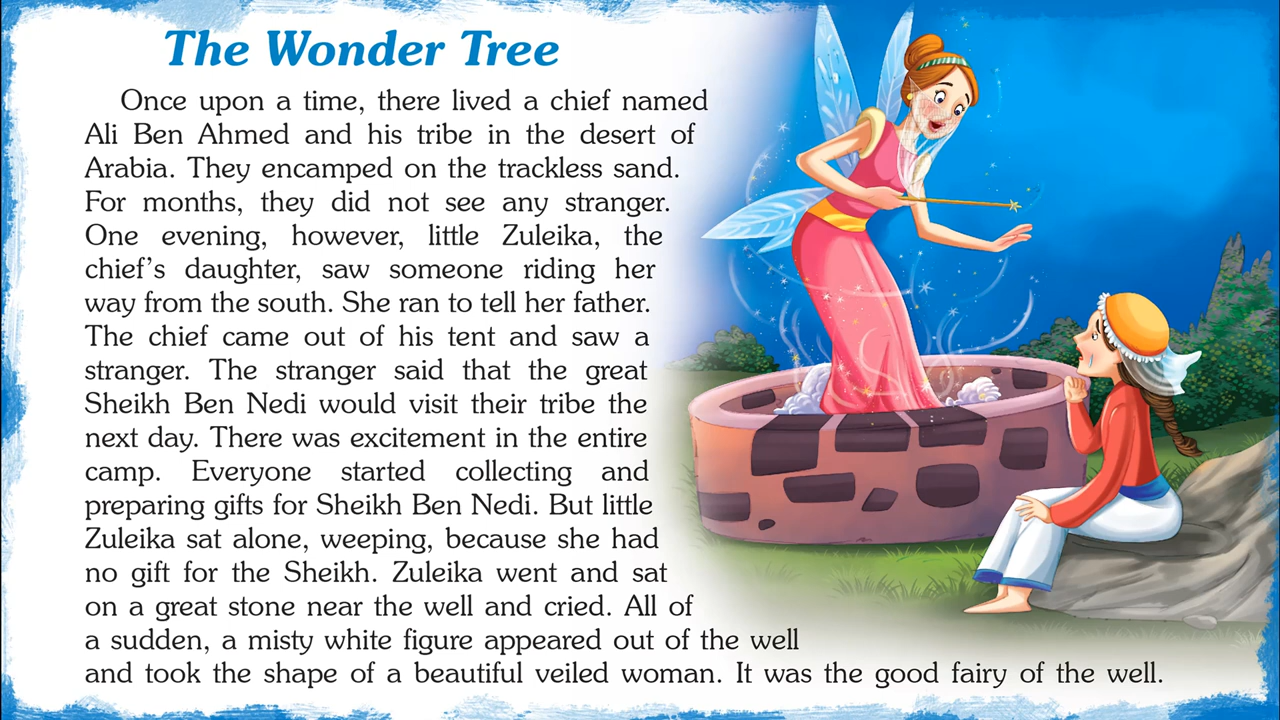 The Wonder Tree
Once upon a time, there lived a chief named
Ali Ben Ahmed and his tribe in the desert of
Arabia. They encamped on the trackless sand.
For months, they did not see any stranger.
One evening, however, little Zuleika, the
chief’s daughter, saw someone riding her
way from the south. She ran to tell her father.
The chief came out of his tent and saw a
stranger. The stranger said that the great
Sheikh Ben Nedi would visit their tribe the
next day. There was excitement in the entire
camp. Everyone started collecting and
preparing gifts for Sheikh Ben Nedi. But little
Zuleika sat alone, weeping, because she had
no gift for the Sheikh. Zuleika went and sat
on a great stone near the well and cried. All of
a sudden, a misty white figure appeared out of the well
and took the shape of a beautiful veiled woman. It was the good fairy of the well.